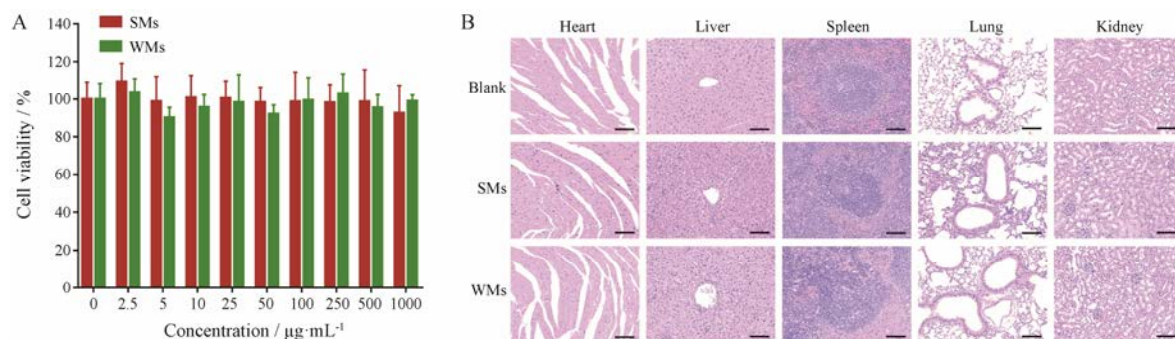 A
SMs
WMs
Cell viability / %
140
120
100
80
60
40
20
0
0 2.5 5 10 25 50 100 250 500 1000
Concentration / μg·mL⁻¹
B
Heart Liver Spleen Lung Kidney
Blank
SMs
WMs